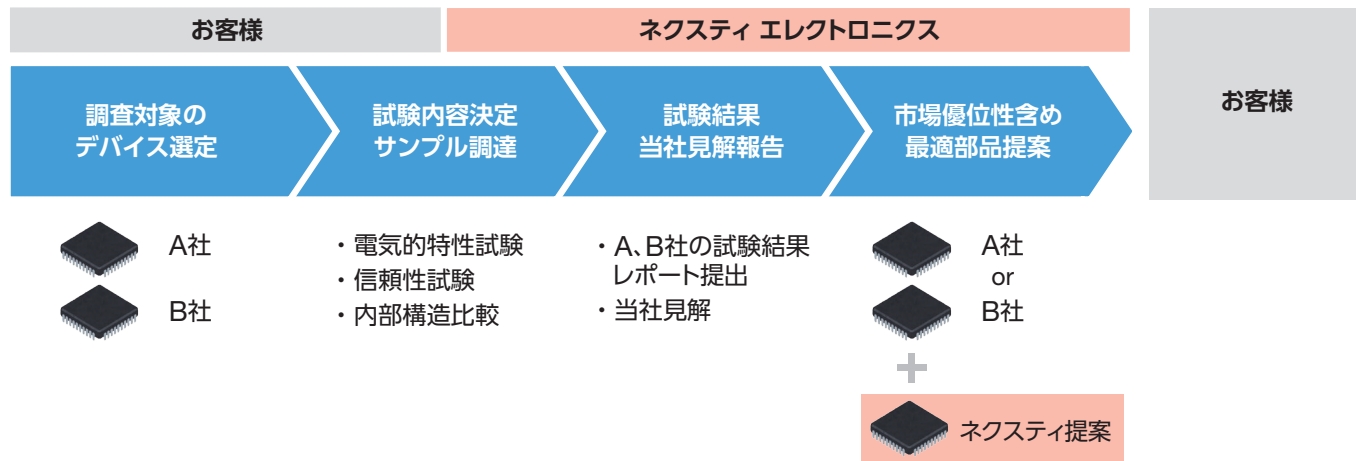 お客様
ネクスティ エレクトロニクス
お客様
調査対象の
デバイス選定
試験内容決定
サンプル調達
試験結果
当社見解報告
市場優位性含め
最適部品提案
A社
B社
・電気的特性試験
・信頼性試験
・内部構造比較
・A、B社の試験結果
レポート提出
・当社見解
A社
or
B社
+
ネクスティ提案